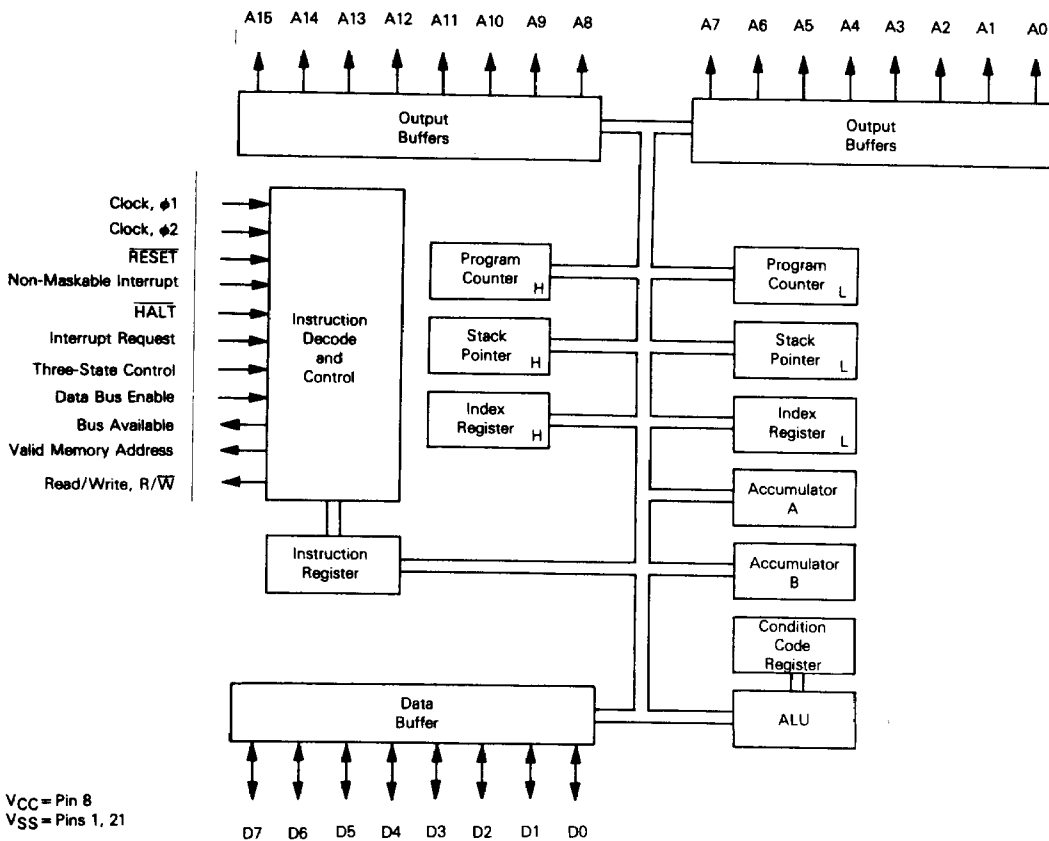 A15 A14 A13 A12 A11 A10 A9 A8 A7 A6 A5 A4 A3 A2 A1 A0
Output
Buffers
Output
Buffers
Clock, ϕ1
Clock, ϕ2
R̅E̅S̅E̅T̅
Non-Maskable Interrupt
H̅A̅L̅T̅
Interrupt Request
Three-State Control
Data Bus Enable
Bus Available
Valid Memory Address
Read/Write, R/W̅
Instruction
Decode
and
Control
Program
Counter H
Program
Counter L
Stack
Pointer H
Stack
Pointer L
Index
Register H
Index
Register L
Accumulator
A
Instruction
Register
Accumulator
B
Condition
Code
Register
Data
Buffer
ALU
D7 D6 D5 D4 D3 D2 D1 D0
VCC = Pin 8
VSS = Pins 1, 21